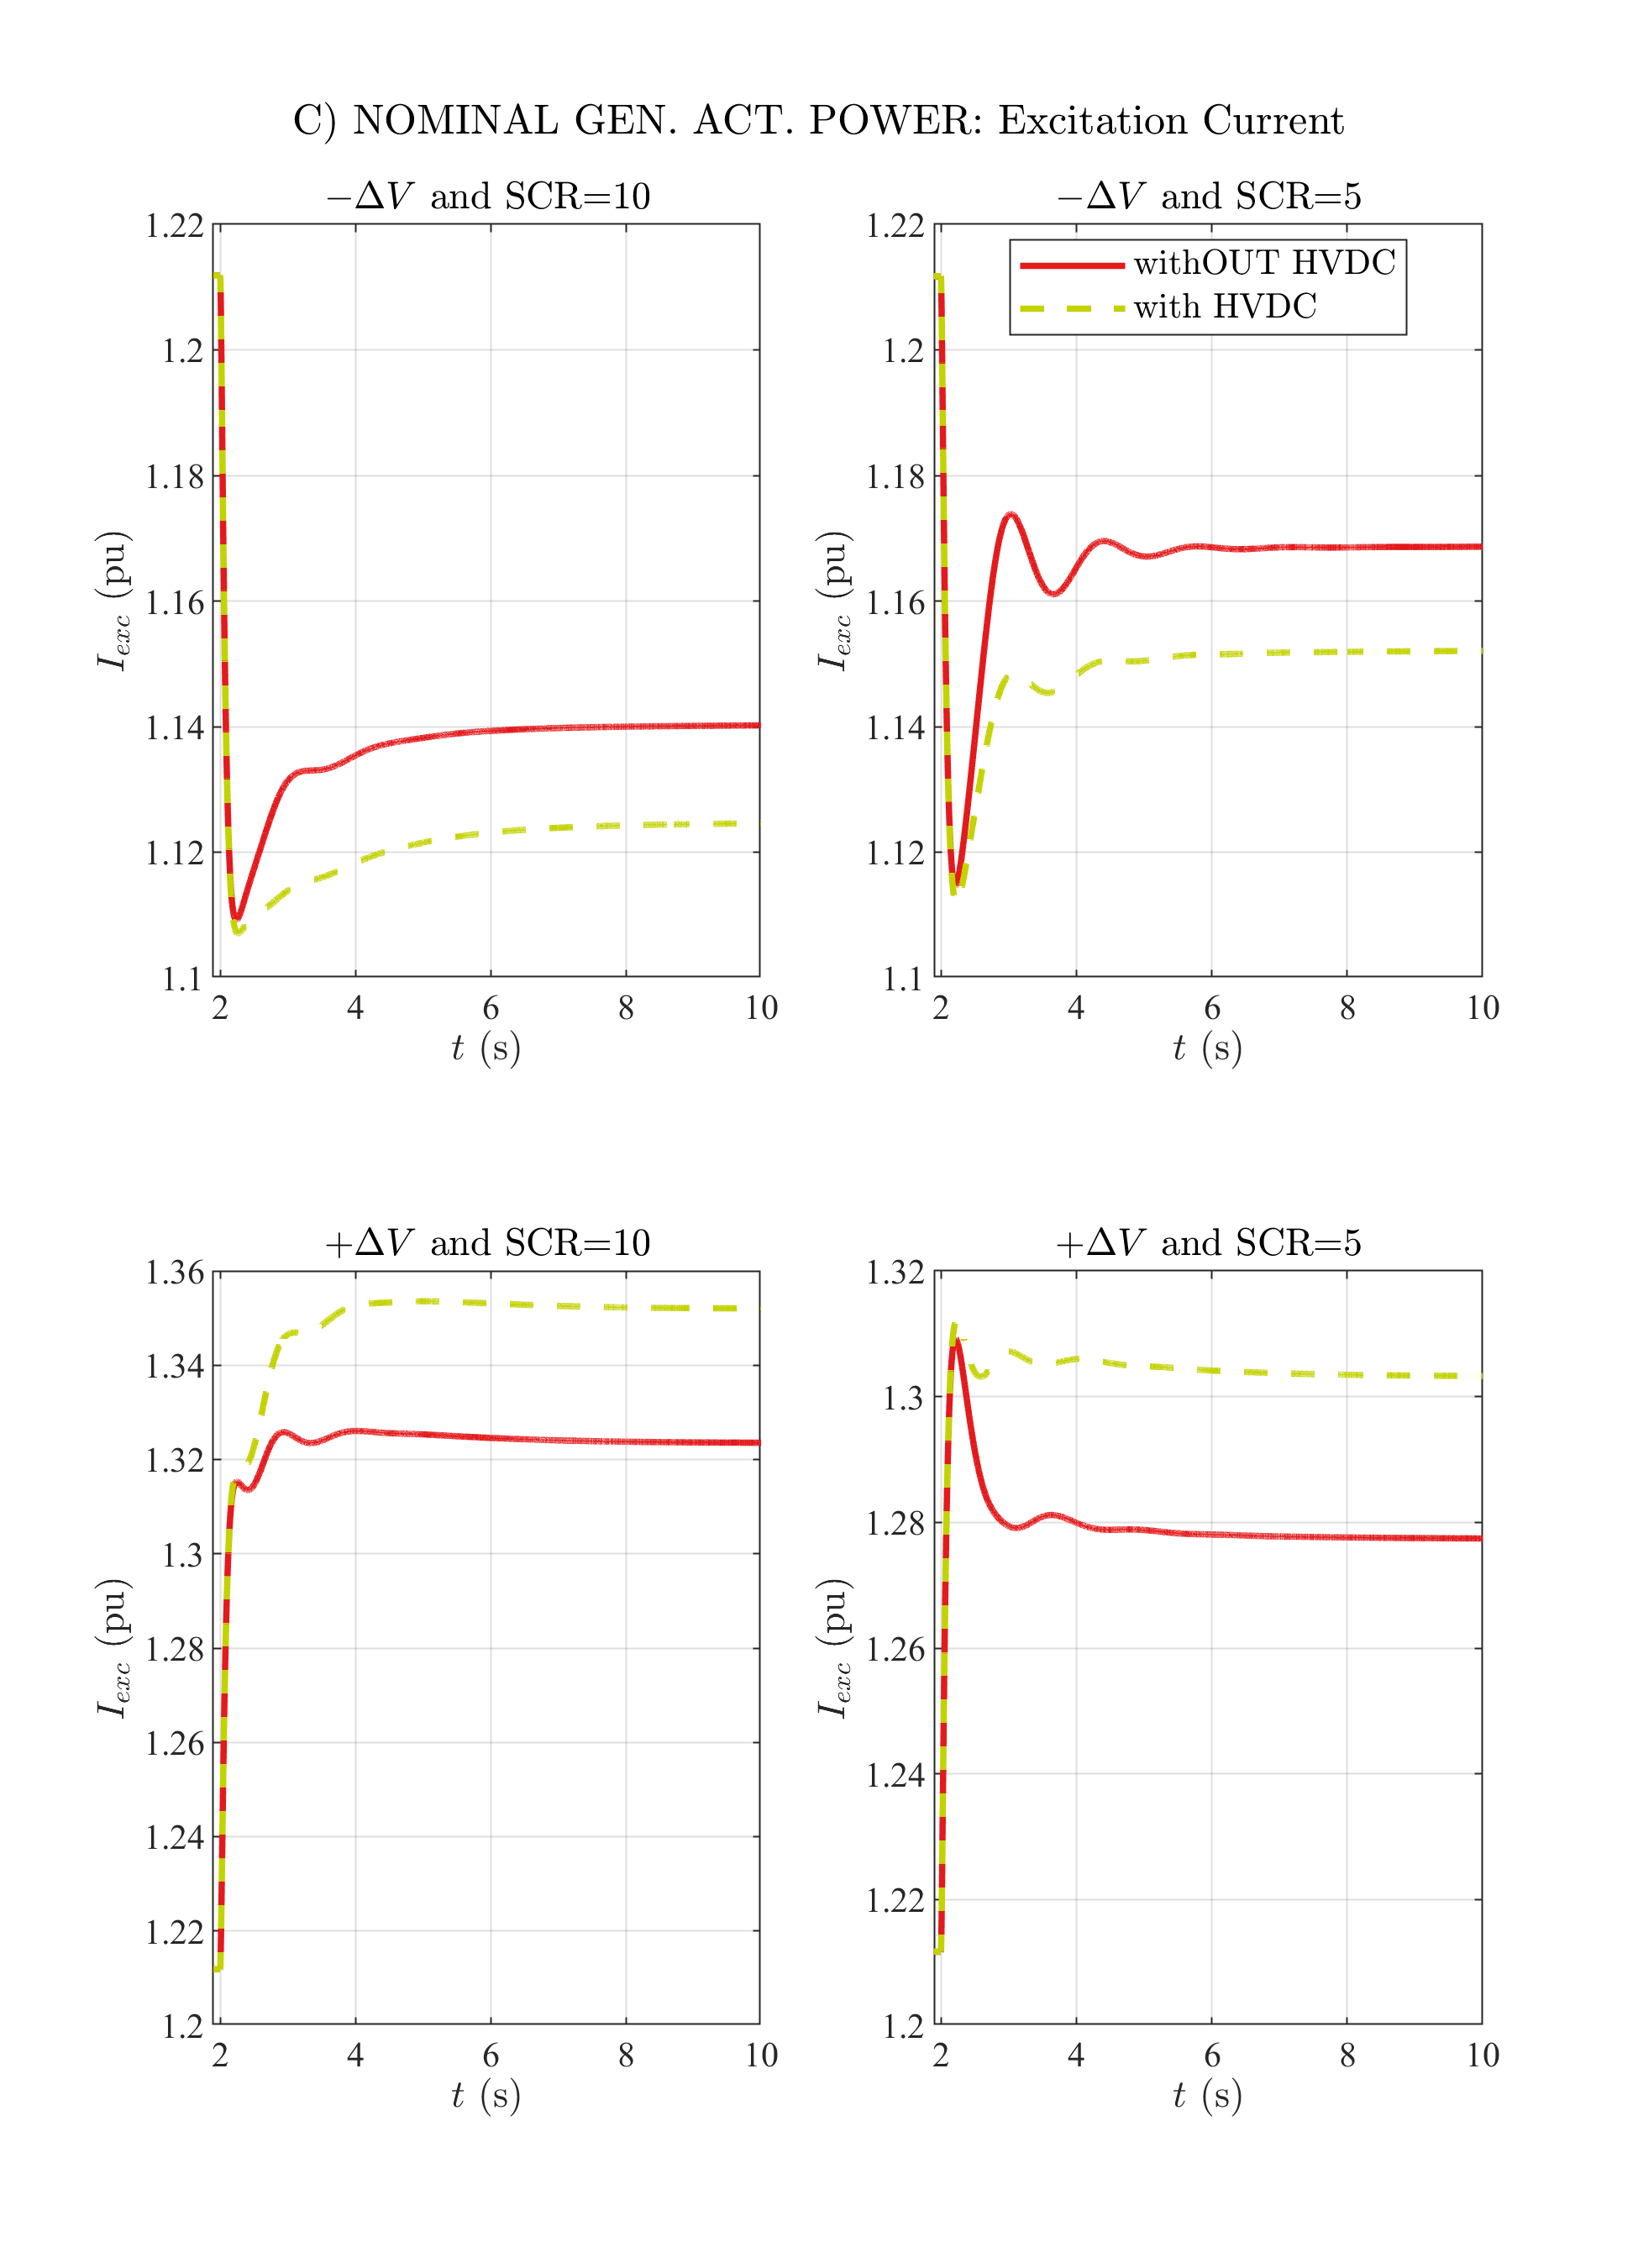 C) NOMINAL GEN. ACT. POWER: Excitation Current
−ΔV and SCR=10
1.22
1.2
1.18
1.16
1.14
1.12
1.1
I_exc (pu)
2 4 6 8 10
t (s)
−ΔV and SCR=5
withOUT HVDC
with HVDC
1.22
1.2
1.18
1.16
1.14
1.12
1.1
I_exc (pu)
2 4 6 8 10
t (s)
+ΔV and SCR=10
1.36
1.34
1.32
1.3
1.28
1.26
1.24
1.22
1.2
I_exc (pu)
2 4 6 8 10
t (s)
+ΔV and SCR=5
1.32
1.3
1.28
1.26
1.24
1.22
1.2
I_exc (pu)
2 4 6 8 10
t (s)